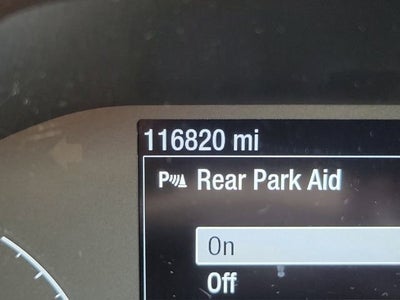 116820 mi
P Rear Park Aid
On
Off